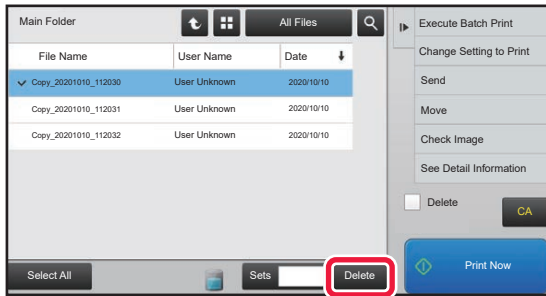 Main Folder
All Files
File Name User Name Date
Copy_20201010_112030 User Unknown 2020/10/10
Copy_20201010_112031 User Unknown 2020/10/10
Copy_20201010_112032 User Unknown 2020/10/10
Select All
Sets
Delete
Execute Batch Print
Change Setting to Print
Send
Move
Check Image
See Detail Information
Delete
CA
Print Now